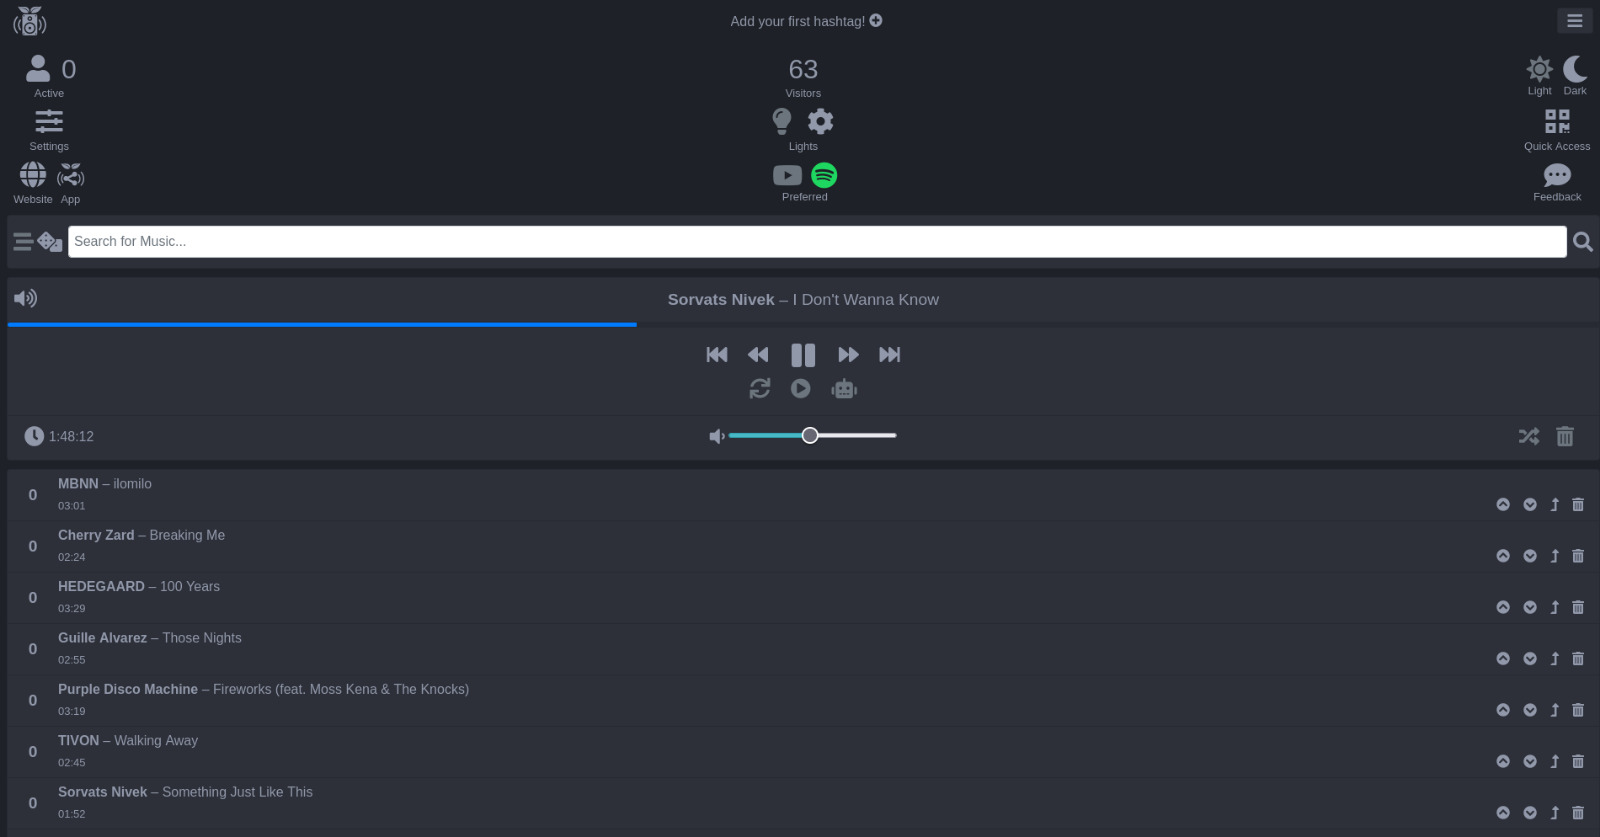 Add your first hashtag!
0
Active
63
Visitors
Light Dark
Settings
Lights
Quick Access
Website App
Preferred
Feedback
Search for Music...
Sorvats Nivek – I Don't Wanna Know
1:48:12
0
MBNN – ilomilo
03:01
0
Cherry Zard – Breaking Me
02:24
0
HEDEGAARD – 100 Years
03:29
0
Guille Alvarez – Those Nights
02:55
0
Purple Disco Machine – Fireworks (feat. Moss Kena & The Knocks)
03:19
0
TIVON – Walking Away
02:45
0
Sorvats Nivek – Something Just Like This
01:52